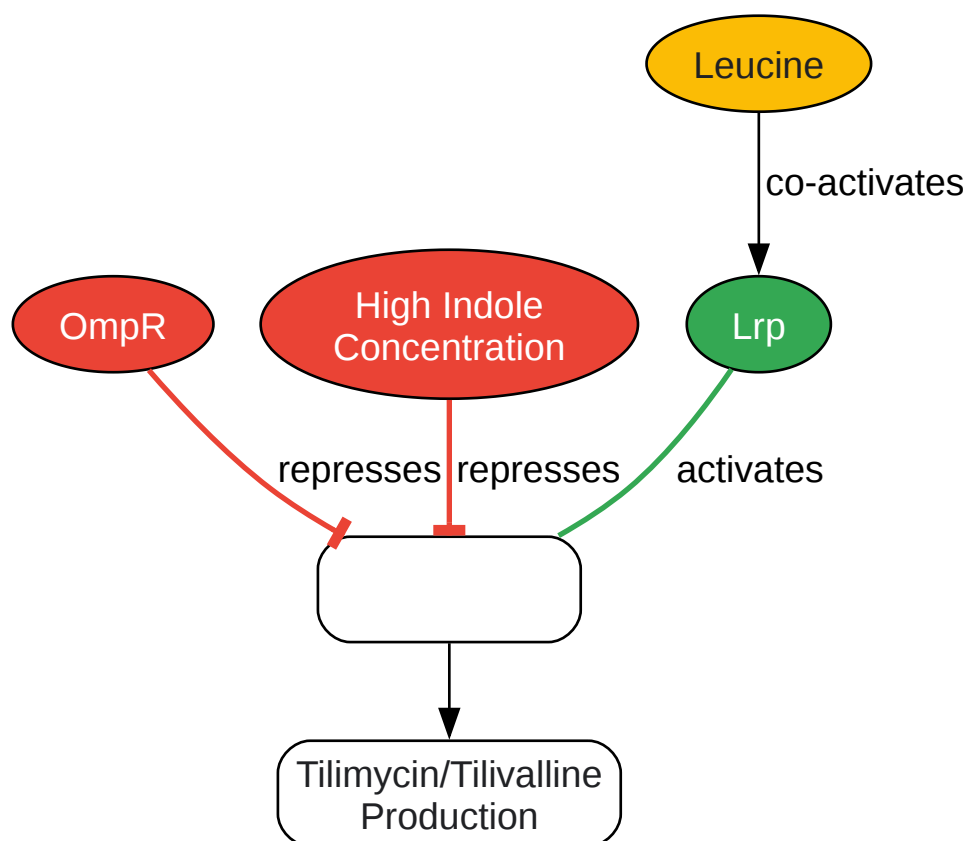 Leucine
co-activates
OmpR
High Indole
Concentration
Lrp
represses
represses
activates
Tilimycin/Tilivalline
Production